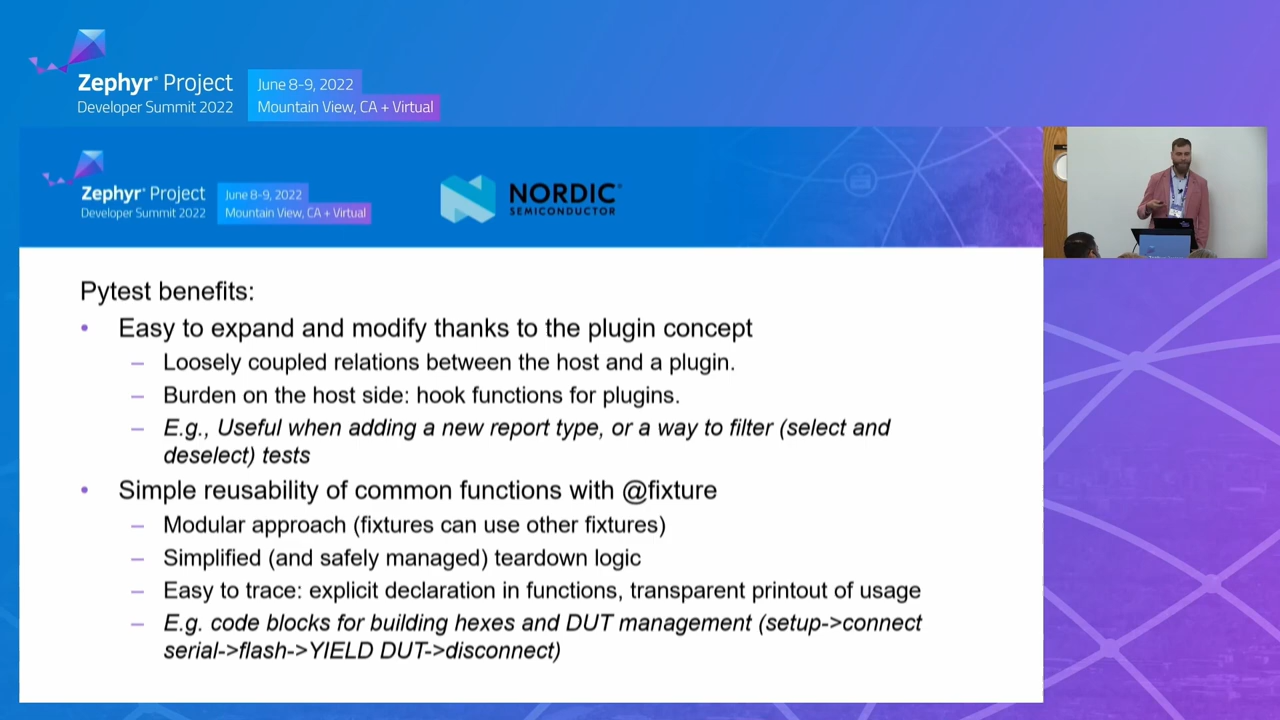 Zephyr® Project
Developer Summit 2022
June 8-9, 2022
Mountain View, CA + Virtual
Zephyr® Project
Developer Summit 2022
June 8-9, 2022
Mountain View, CA + Virtual
NORDIC®
SEMICONDUCTOR
Pytest benefits:
• Easy to expand and modify thanks to the plugin concept
– Loosely coupled relations between the host and a plugin.
– Burden on the host side: hook functions for plugins.
– E.g., Useful when adding a new report type, or a way to filter (select and
deselect) tests
• Simple reusability of common functions with @fixture
– Modular approach (fixtures can use other fixtures)
– Simplified (and safely managed) teardown logic
– Easy to trace: explicit declaration in functions, transparent printout of usage
– E.g. code blocks for building hexes and DUT management (setup->connect
serial->flash->YIELD DUT->disconnect)